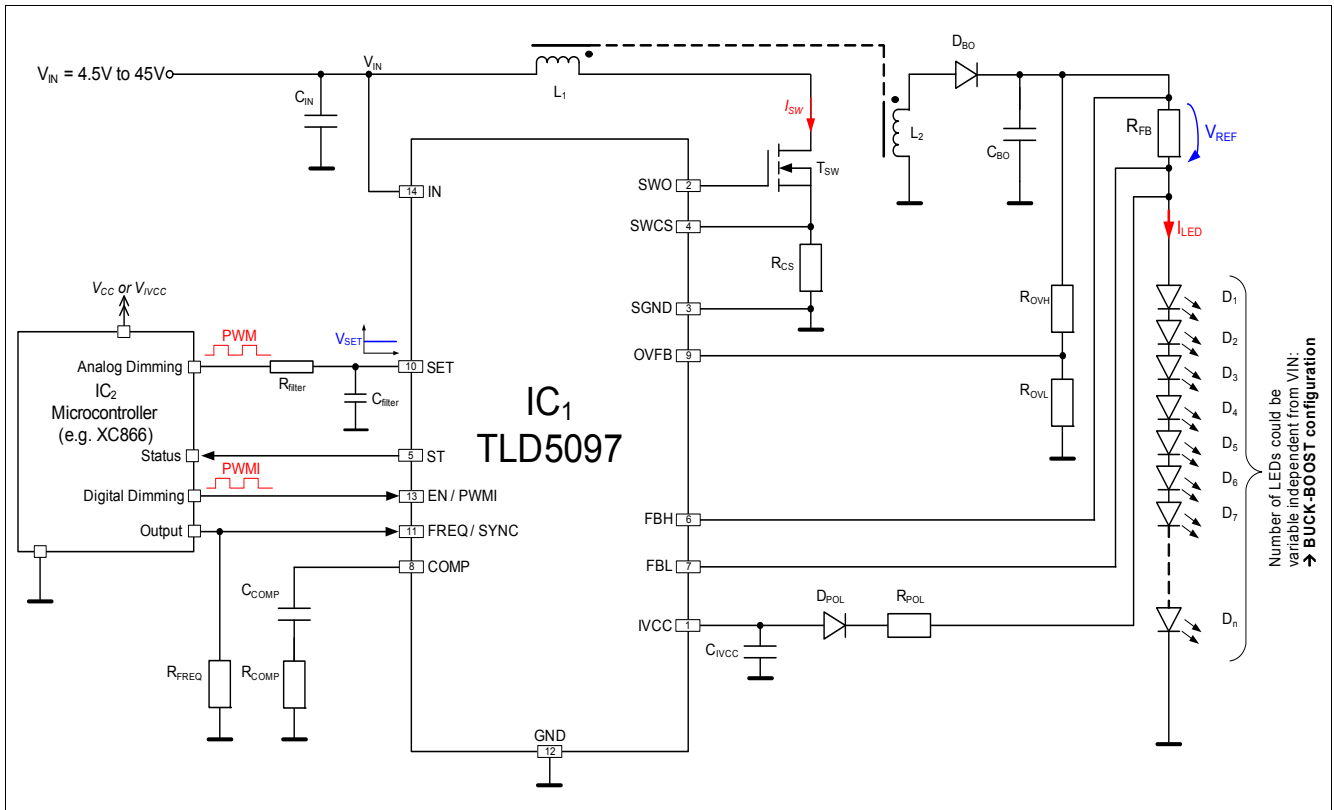 V_IN = 4.5V to 45V
V_IN
C_IN
L_1
I_SW
T_SW
L_2
D_BO
C_BO
R_FB
V_REF
I_LED
14 IN
SWO 2
SWCS 4
R_CS
SGND 3
OVFB 9
R_OVH
R_OVL
V_CC or V_IVCC
Analog Dimming
PWM
R_filter
V_SET
C_filter
10 SET
IC_2
Microcontroller
(e.g. XC866)
Status
5 ST
PWMI
Digital Dimming
13 EN / PWMI
Output
11 FREQ / SYNC
8 COMP
C_COMP
R_FREQ
R_COMP
IC_1
TLD5097
FBH 6
FBL 7
IVCC 1
C_IVCC
D_POL
R_POL
GND
12
D_1
D_2
D_3
D_4
D_5
D_6
D_7
D_n
Number of LEDs could be
variable independent from VIN:
→ BUCK-BOOST configuration